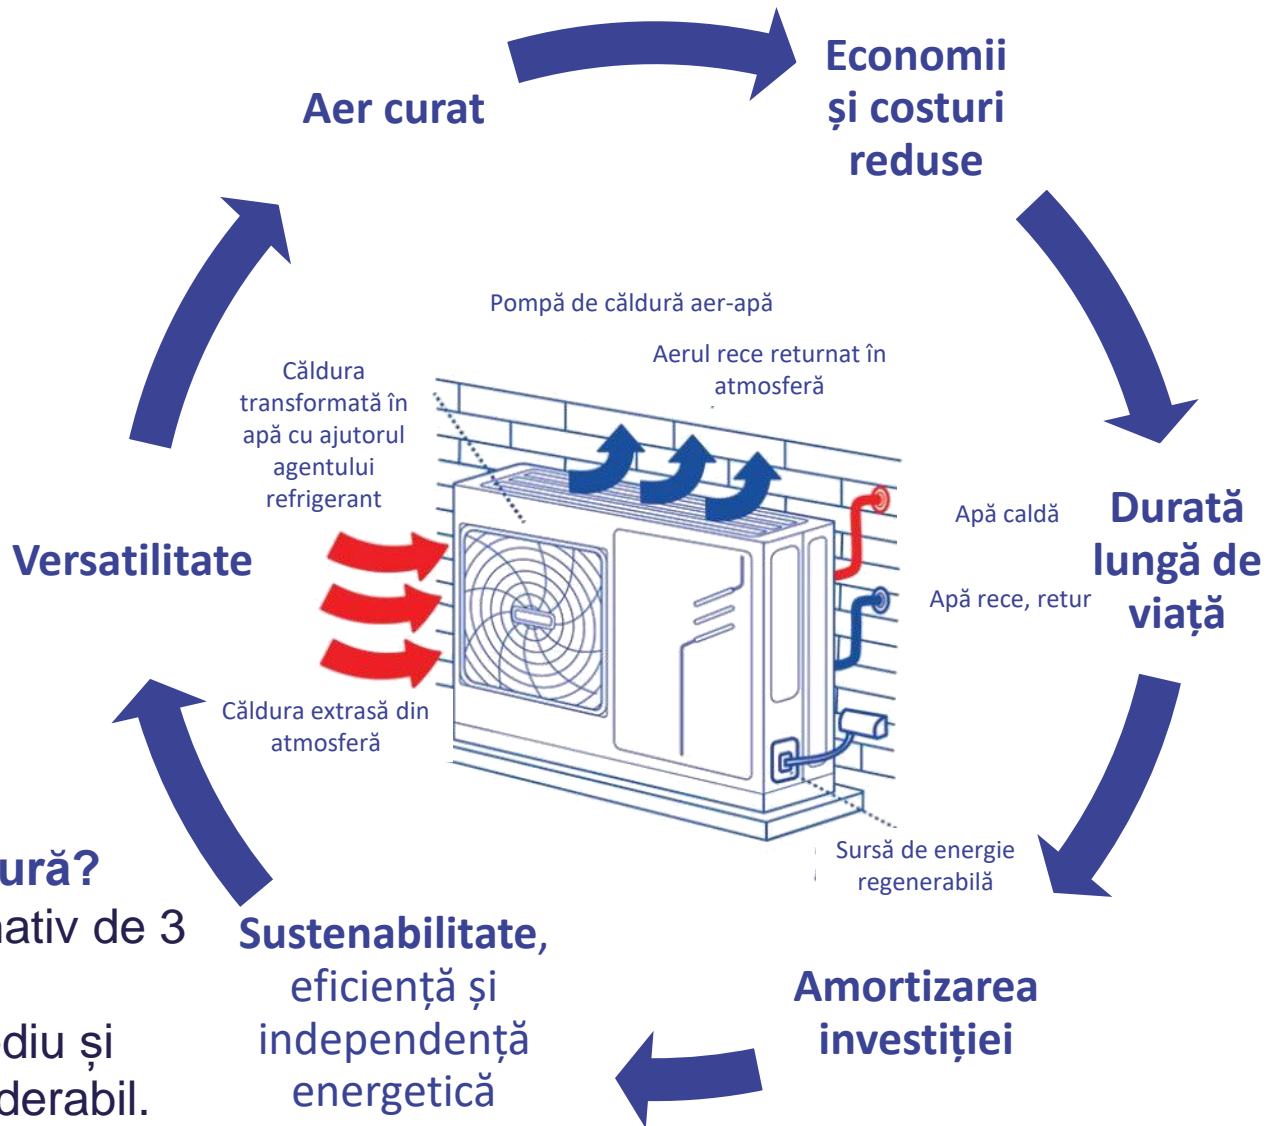 Economii
și costuri
reduse
Aer curat
Pompă de căldură aer-apă
Aerul rece returnat în
atmosferă
Căldura
transformată în
apă cu ajutorul
agentului
refrigerant
Apă caldă
Durată
lungă de
viață
Versatilitate
Apă rece, retur
Căldura extrasă din
atmosferă
Sursă de energie
regenerabilă
ură?
nativ de 3
ediu și
derabil.
Sustenabilitate,
eficiență și
independență
energetică
Amortizarea
investiției